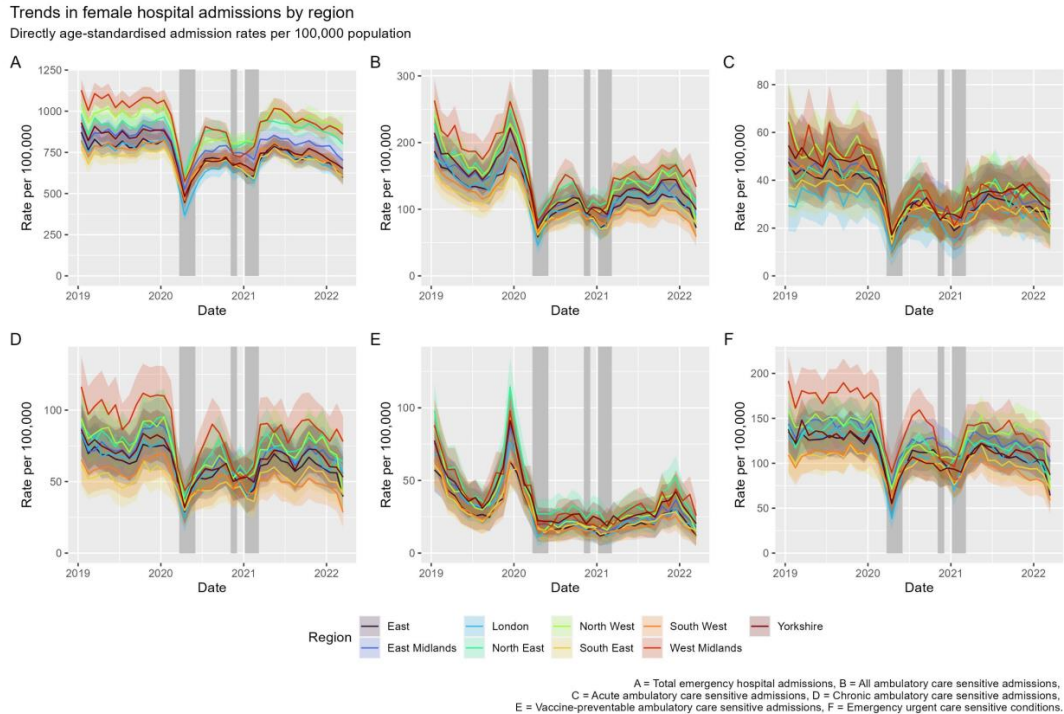 Trends in female hospital admissions by region
Directly age-standardised admission rates per 100,000 population
A
1250
1000
750
500
250
0
Rate per 100,000
2019 2020 2021 2022
Date
B
300
200
100
0
Rate per 100,000
2019 2020 2021 2022
Date
C
80
60
40
20
0
Rate per 100,000
2019 2020 2021 2022
Date
D
100
50
0
Rate per 100,000
2019 2020 2021 2022
Date
E
100
50
0
Rate per 100,000
2019 2020 2021 2022
Date
F
200
150
100
50
0
Rate per 100,000
2019 2020 2021 2022
Date
Region
East London North West South West Yorkshire
East Midlands North East South East West Midlands
A = Total emergency hospital admissions, B = All ambulatory care sensitive admissions,
C = Acute ambulatory care sensitive admissions, D = Chronic ambulatory care sensitive admissions,
E = Vaccine-preventable ambulatory care sensitive admissions, F = Emergency urgent care sensitive conditions